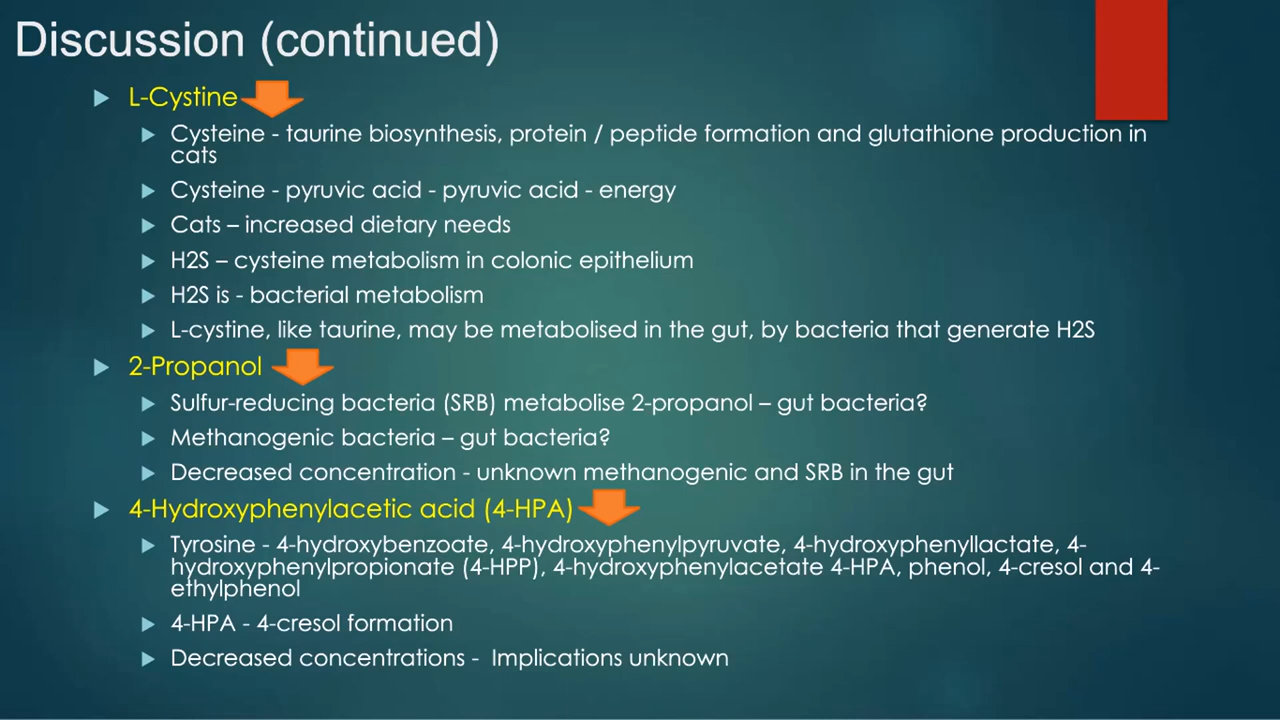 Discussion (continued)
L-Cystine
Cysteine - taurine biosynthesis, protein / peptide formation and glutathione production in
cats
Cysteine - pyruvic acid - pyruvic acid - energy
Cats – increased dietary needs
H2S – cysteine metabolism in colonic epithelium
H2S is - bacterial metabolism
L-cystine, like taurine, may be metabolised in the gut, by bacteria that generate H2S
2-Propanol
Sulfur-reducing bacteria (SRB) metabolise 2-propanol – gut bacteria?
Methanogenic bacteria – gut bacteria?
Decreased concentration - unknown methanogenic and SRB in the gut
4-Hydroxyphenylacetic acid (4-HPA)
Tyrosine - 4-hydroxybenzoate, 4-hydroxyphenylpyruvate, 4-hydroxyphenyllactate, 4-
hydroxyphenylpropionate (4-HPP), 4-hydroxyphenylacetate 4-HPA, phenol, 4-cresol and 4-
ethylphenol
4-HPA - 4-cresol formation
Decreased concentrations - Implications unknown